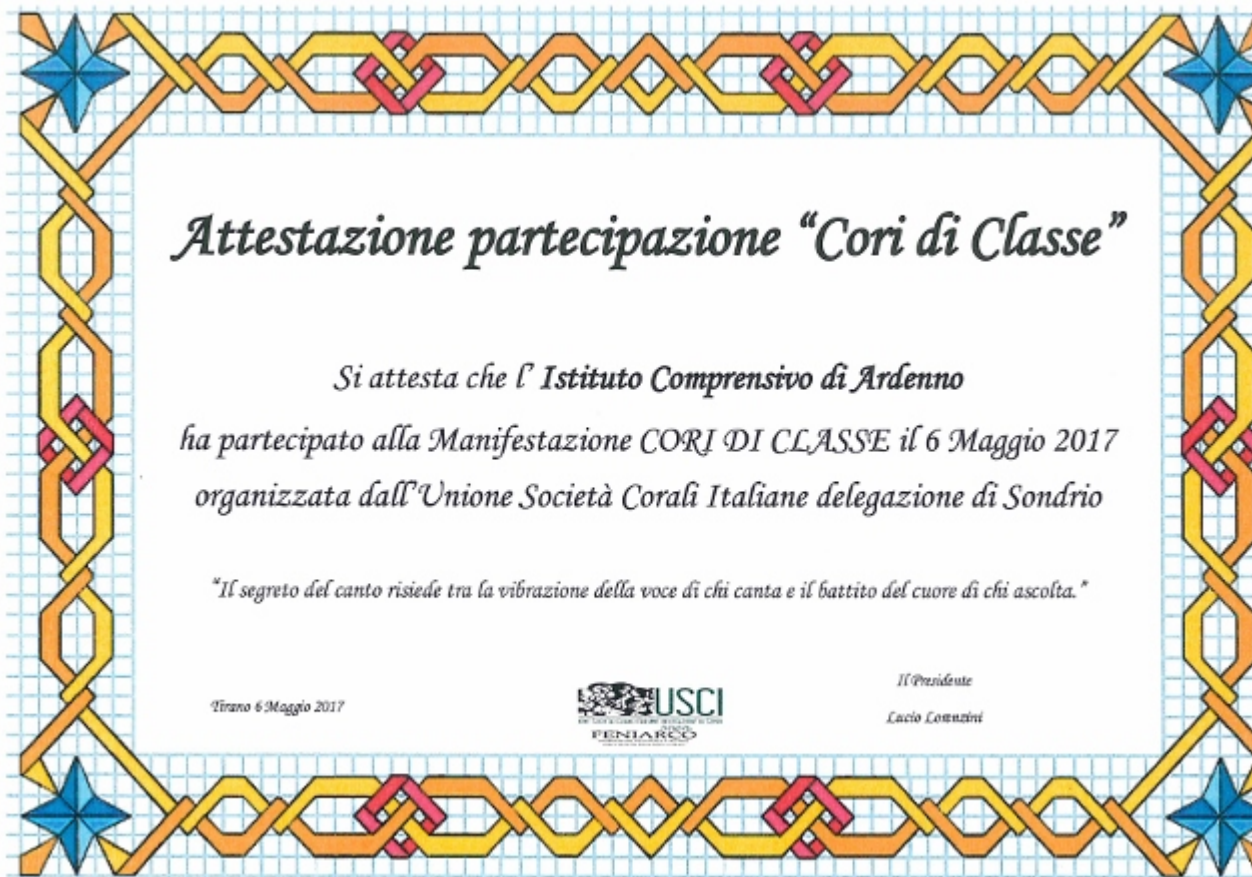 Attestazione partecipazione "Cori di Classe"
Si attesta che l' Istituto Comprensivo di Ardenno
ha partecipato alla Manifestazione CORI DI CLASSE il 6 Maggio 2017
organizzata dall'Unione Società Corali Italiane delegazione di Sondrio
"Il segreto del canto risiede tra la vibrazione della voce di chi canta e il battito del cuore di chi ascolta."
Tirano 6 Maggio 2017
USCI
FENIARCO
Il Presidente
Lucio Lorenzini